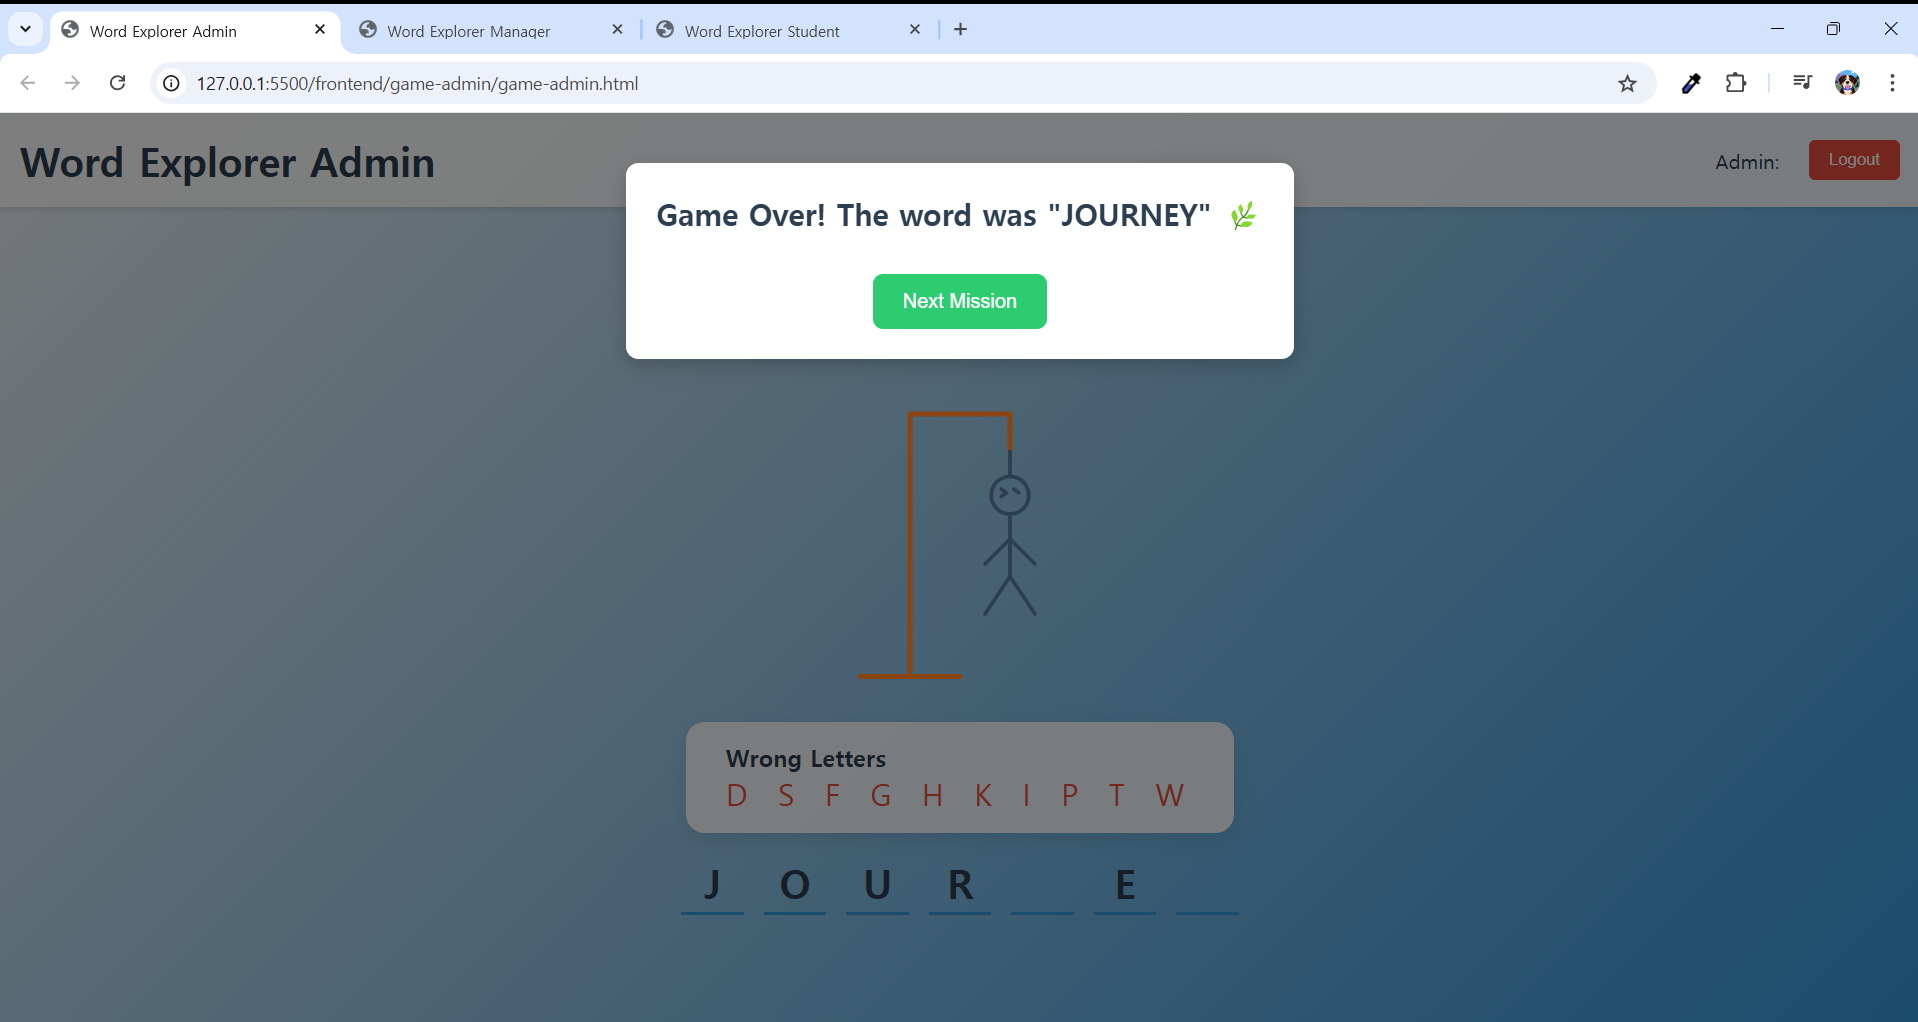 Word Explorer Admin
Word Explorer Manager
Word Explorer Student
127.0.0.1:5500/frontend/game-admin/game-admin.html
Word Explorer Admin
Admin:
Logout
Game Over! The word was "JOURNEY" 🌿
Next Mission
Wrong Letters
D S F G H K I P T W
J O U R E